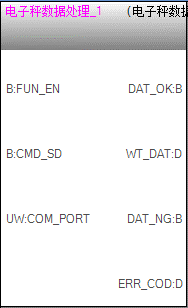 电子秤数据处理_1 (电子秤数据
B:FUN_EN DAT_OK:B
B:CMD_SD WT_DAT:D
UW:COM_PORT DAT_NG:B
ERR_COD:D